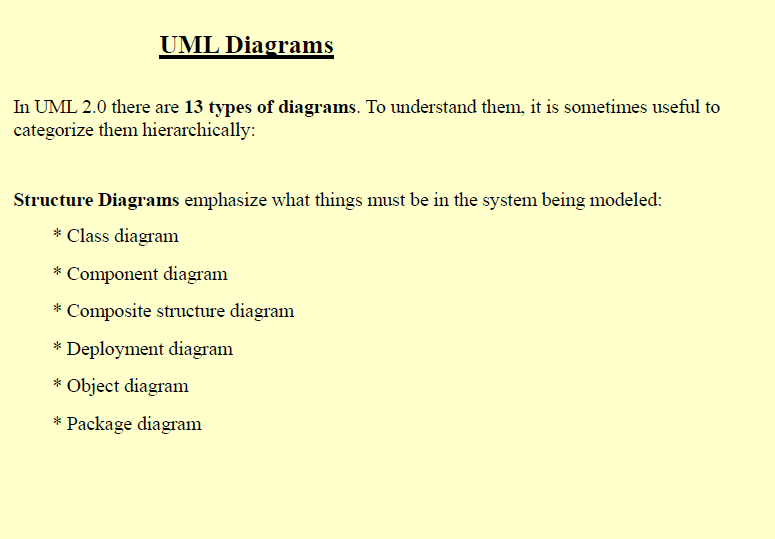 UML Diagrams
In UML 2.0 there are 13 types of diagrams. To understand them, it is sometimes useful to
categorize them hierarchically:
Structure Diagrams emphasize what things must be in the system being modeled:
* Class diagram
* Component diagram
* Composite structure diagram
* Deployment diagram
* Object diagram
* Package diagram